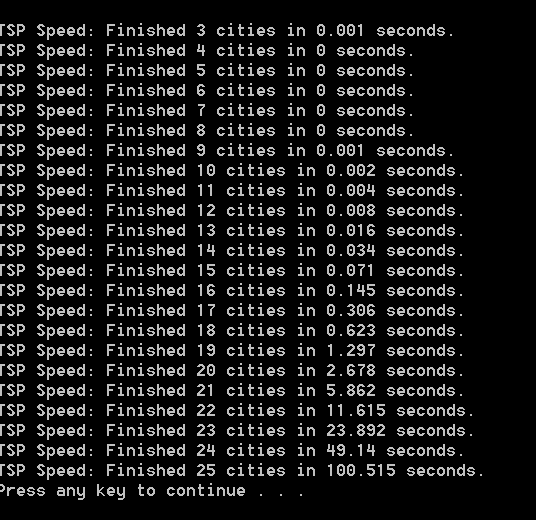 TSP Speed: Finished 3 cities in 0.001 seconds.
TSP Speed: Finished 4 cities in 0 seconds.
TSP Speed: Finished 5 cities in 0 seconds.
TSP Speed: Finished 6 cities in 0 seconds.
TSP Speed: Finished 7 cities in 0 seconds.
TSP Speed: Finished 8 cities in 0 seconds.
TSP Speed: Finished 9 cities in 0.001 seconds.
TSP Speed: Finished 10 cities in 0.002 seconds.
TSP Speed: Finished 11 cities in 0.004 seconds.
TSP Speed: Finished 12 cities in 0.008 seconds.
TSP Speed: Finished 13 cities in 0.016 seconds.
TSP Speed: Finished 14 cities in 0.034 seconds.
TSP Speed: Finished 15 cities in 0.071 seconds.
TSP Speed: Finished 16 cities in 0.145 seconds.
TSP Speed: Finished 17 cities in 0.306 seconds.
TSP Speed: Finished 18 cities in 0.623 seconds.
TSP Speed: Finished 19 cities in 1.297 seconds.
TSP Speed: Finished 20 cities in 2.678 seconds.
TSP Speed: Finished 21 cities in 5.862 seconds.
TSP Speed: Finished 22 cities in 11.615 seconds.
TSP Speed: Finished 23 cities in 23.892 seconds.
TSP Speed: Finished 24 cities in 49.14 seconds.
TSP Speed: Finished 25 cities in 100.515 seconds.
Press any key to continue . . .